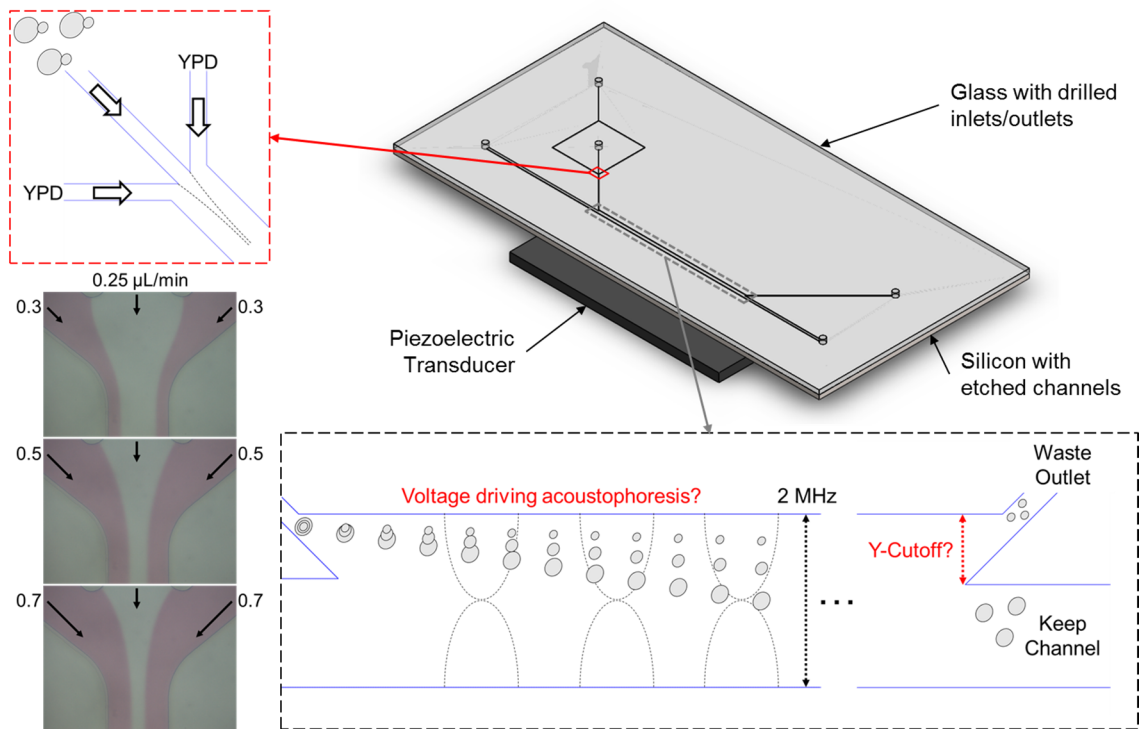 YPD
YPD
Glass with drilled
inlets/outlets
Piezoelectric
Transducer
Silicon with
etched channels
0.25 µL/min
0.3
0.3
0.5
0.5
0.7
0.7
Voltage driving acoustophoresis?
2 MHz
Waste
Outlet
Y-Cutoff?
...
Keep
Channel